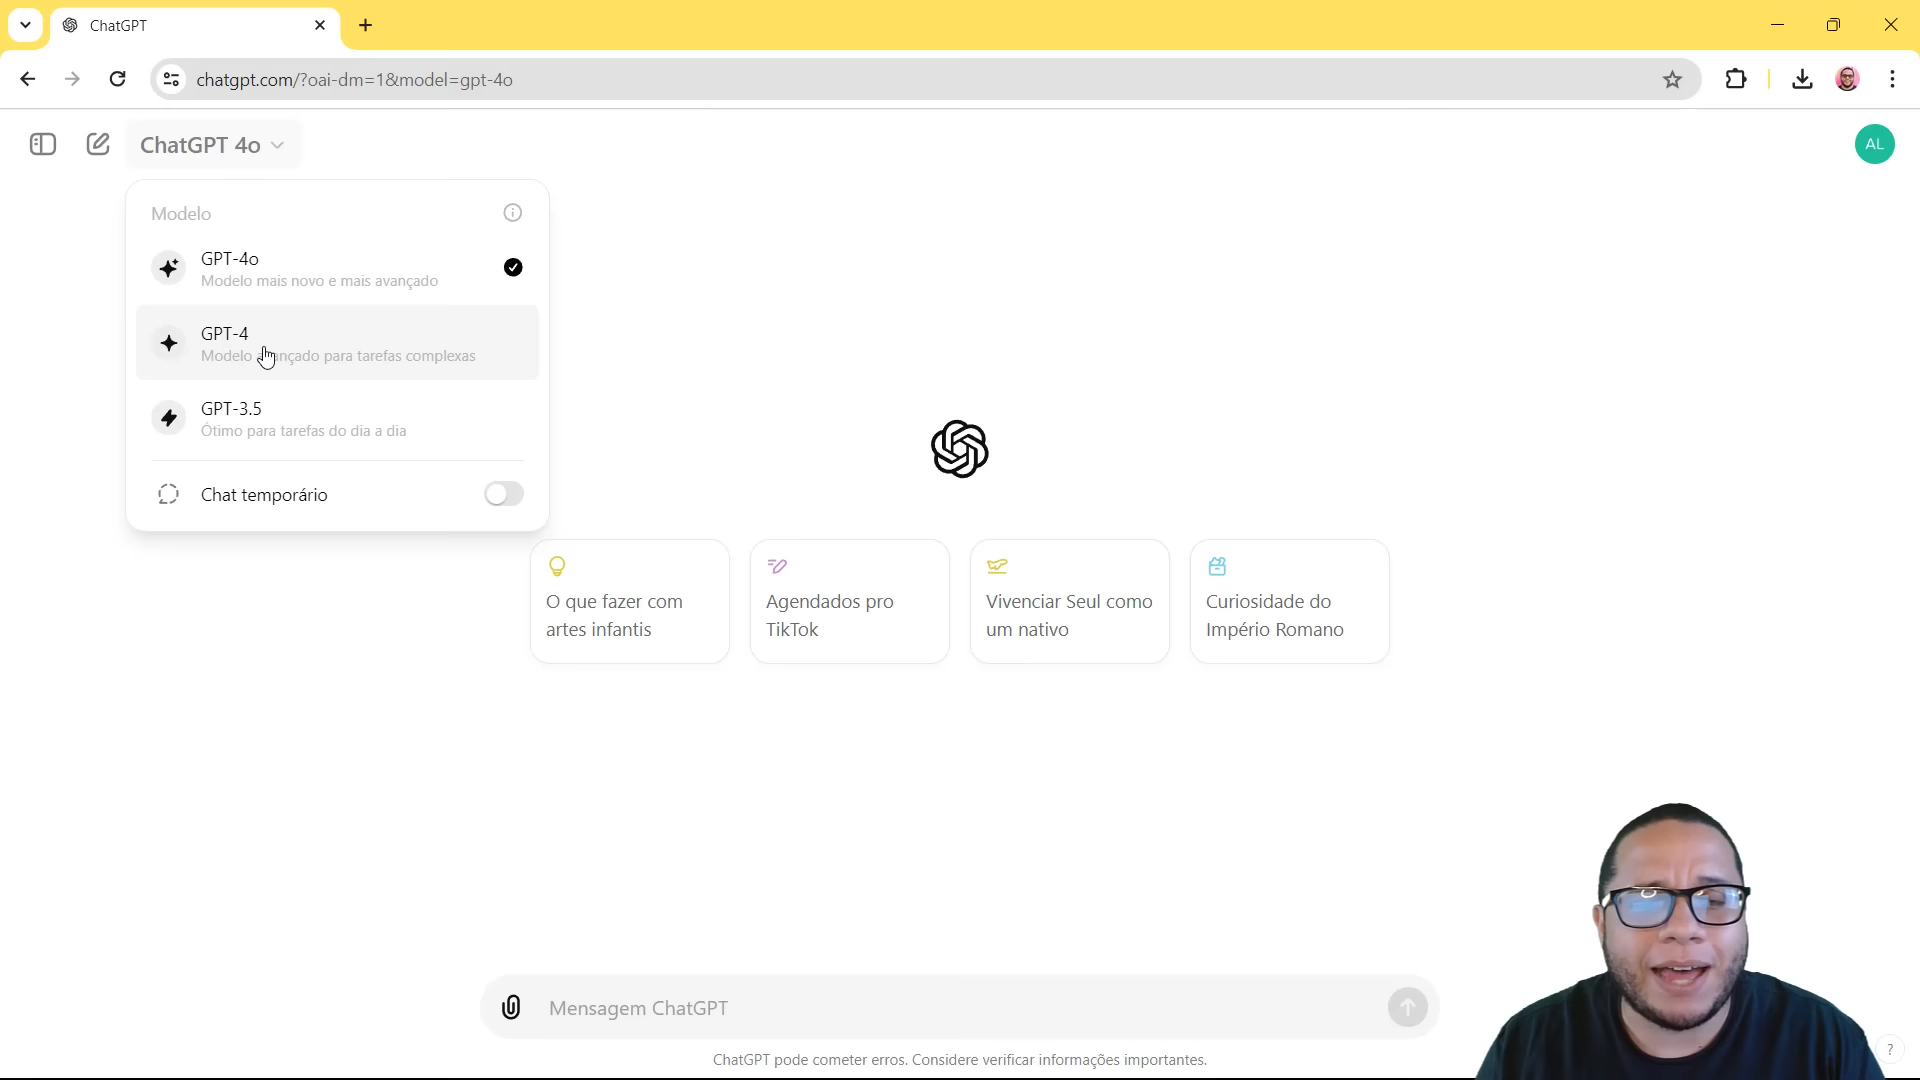 ChatGPT
chatgpt.com/?oai-dm=1&model=gpt-4o
ChatGPT 4o
AL
Modelo
GPT-4o
Modelo mais novo e mais avançado
GPT-4
Modelo avançado para tarefas complexas
GPT-3.5
Ótimo para tarefas do dia a dia
Chat temporário
O que fazer com
artes infantis
Agendados pro
TikTok
Vivenciar Seul como
um nativo
Curiosidade do
Império Romano
Mensagem ChatGPT
ChatGPT pode cometer erros. Considere verificar informações importantes.
?